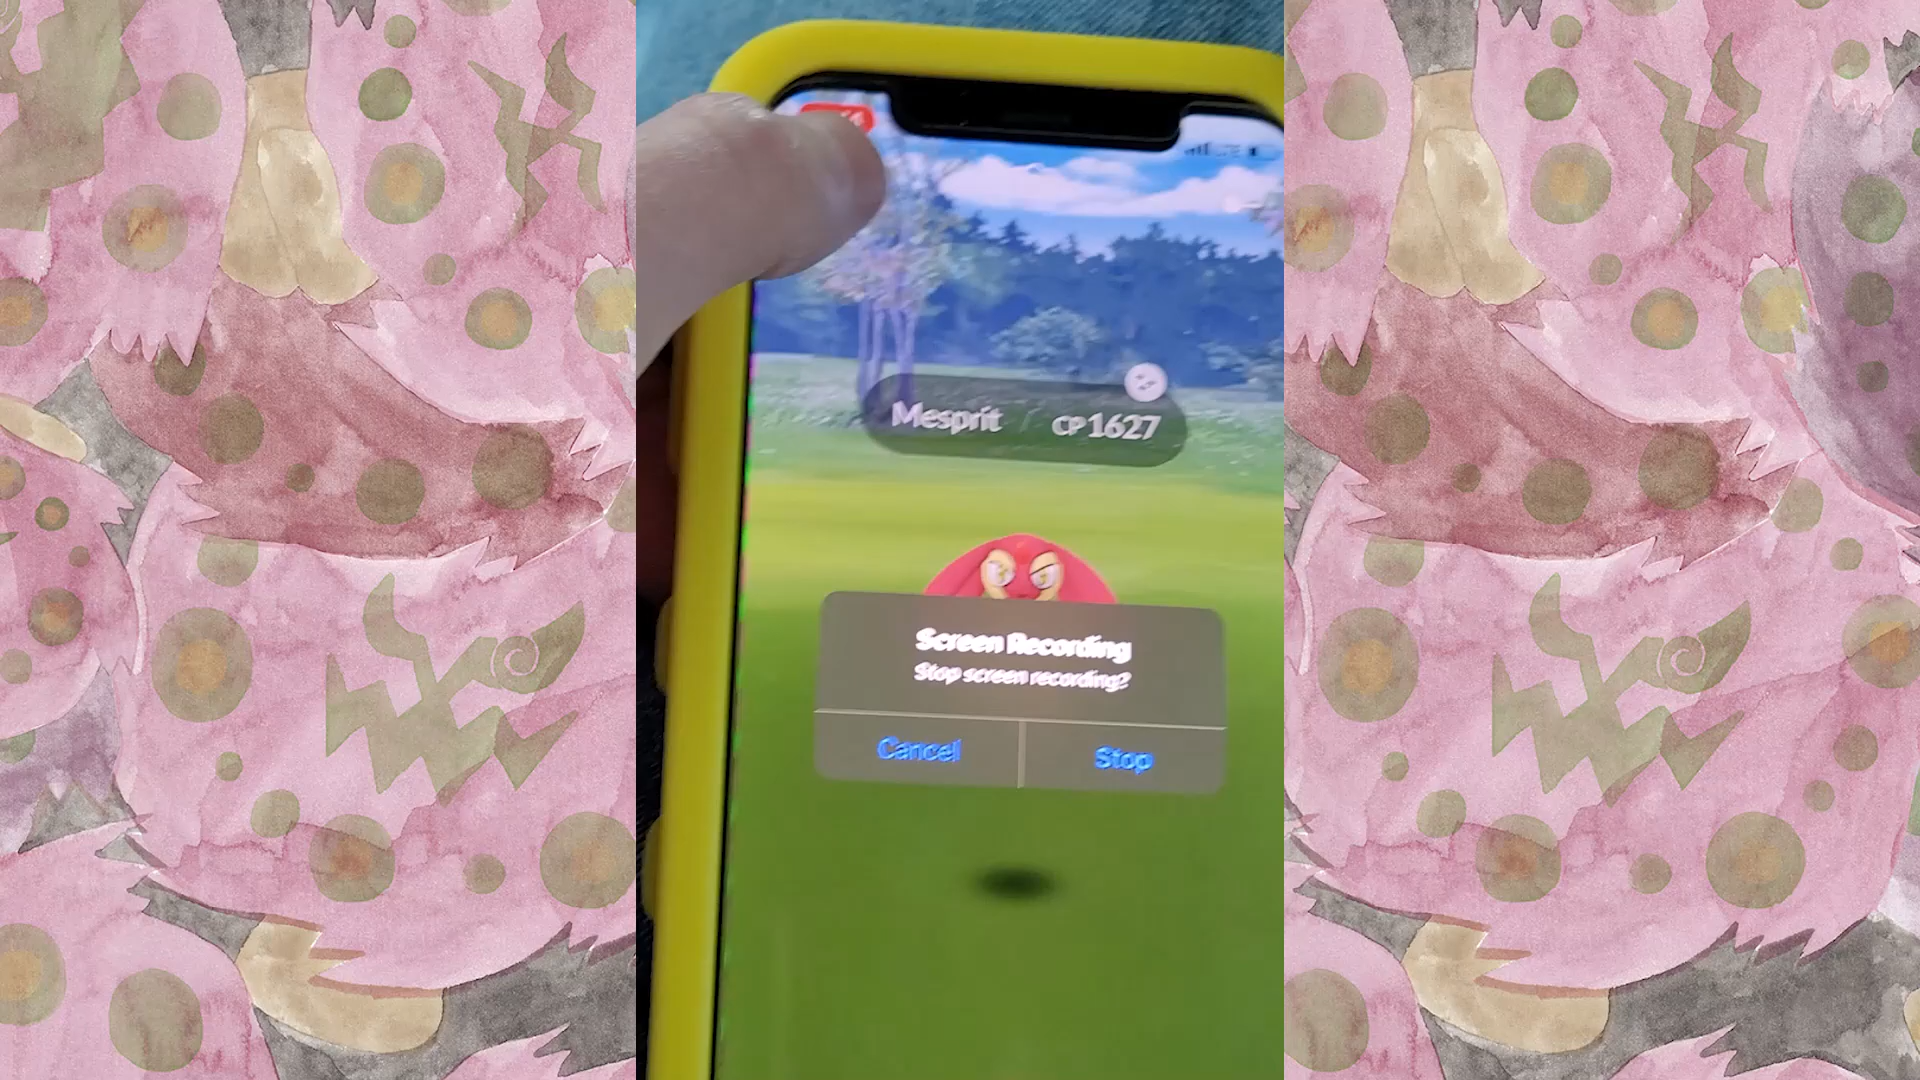 Mesprit / CP1627
Screen Recording
Stop screen recording?
Cancel
Stop